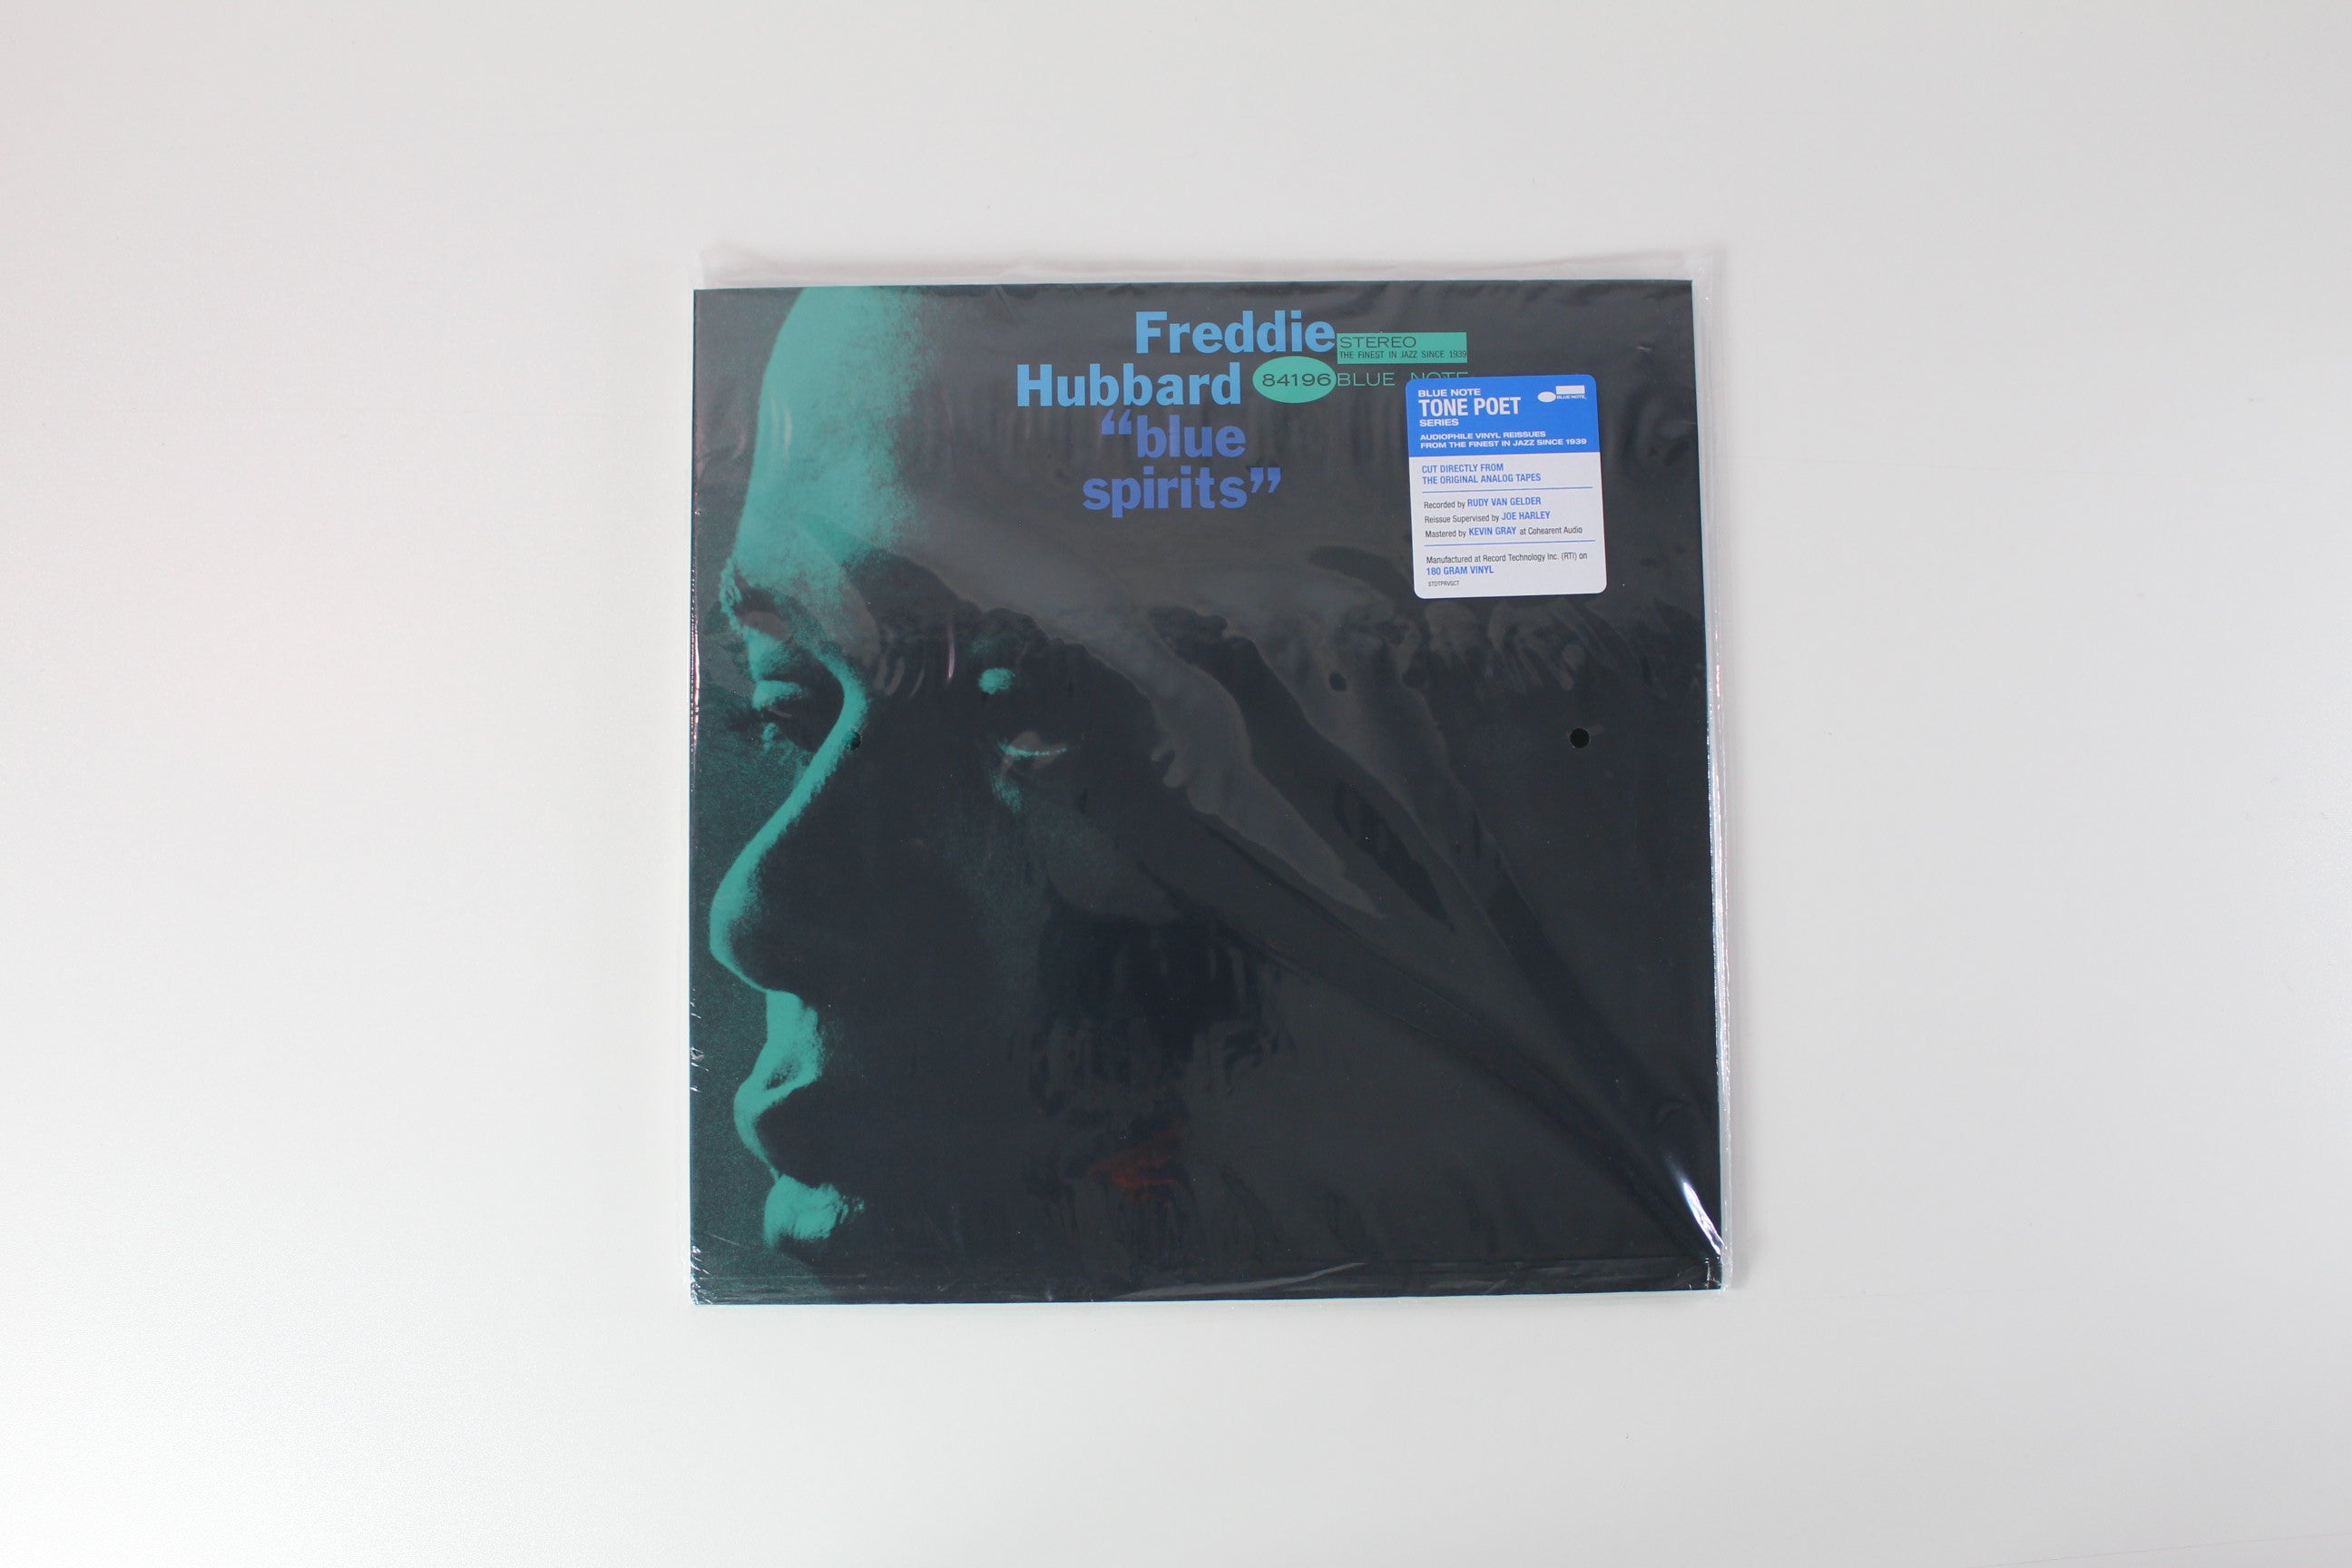 Freddie
Hubbard
“blue
spirits”
STEREO
THE FINEST IN JAZZ SINCE 1939
84196 BLUE NOTE
BLUE NOTE
TONE POET
SERIES
BLUE NOTE
AUDIOPHILE VINYL REISSUES
FROM THE FINEST IN JAZZ SINCE 1939
CUT DIRECTLY FROM
THE ORIGINAL ANALOG TAPES
Recorded by RUDY VAN GELDER
Reissue Supervised by JOE HARLEY
Mastered by KEVIN GRAY at Cohearent Audio
Manufactured at Record Technology Inc. (RTI) on
180 GRAM VINYL